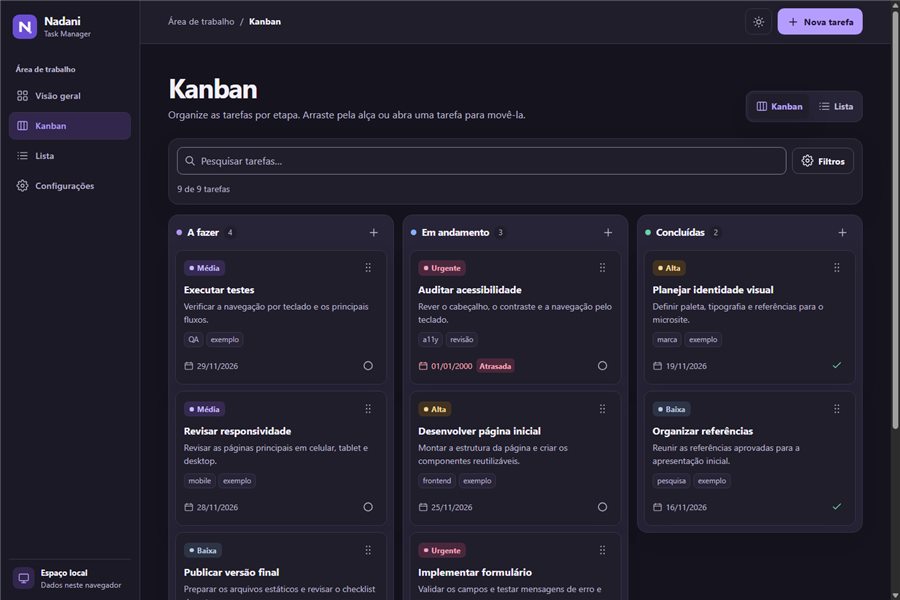 Nadani
Task Manager
Área de trabalho
Visão geral
Kanban
Lista
Configurações
Espaço local
Dados neste navegador
Área de trabalho / Kanban
+ Nova tarefa
Kanban
Organize as tarefas por etapa. Arraste pela alça ou abra uma tarefa para movê-la.
Kanban
Lista
Pesquisar tarefas...
Filtros
9 de 9 tarefas
A fazer 4
Média
Executar testes
Verificar a navegação por teclado e os principais
fluxos.
QA exemplo
29/11/2026
Média
Revisar responsividade
Revisar as páginas principais em celular, tablet e
desktop.
mobile exemplo
28/11/2026
Baixa
Publicar versão final
Preparar os arquivos estáticos e revisar o checklist
Em andamento 3
Urgente
Auditar acessibilidade
Rever o cabeçalho, o contraste e a navegação pelo
teclado.
a11y revisão
01/01/2000 Atrasada
Alta
Desenvolver página inicial
Montar a estrutura da página e criar os
componentes reutilizáveis.
frontend exemplo
25/11/2026
Urgente
Implementar formulário
Validar os campos e testar mensagens de erro e
Concluídas 2
Alta
Planejar identidade visual
Definir paleta, tipografia e referências para o
microsite.
marca exemplo
19/11/2026
Baixa
Organizar referências
Reunir as referências aprovadas para a
apresentação inicial.
pesquisa exemplo
16/11/2026